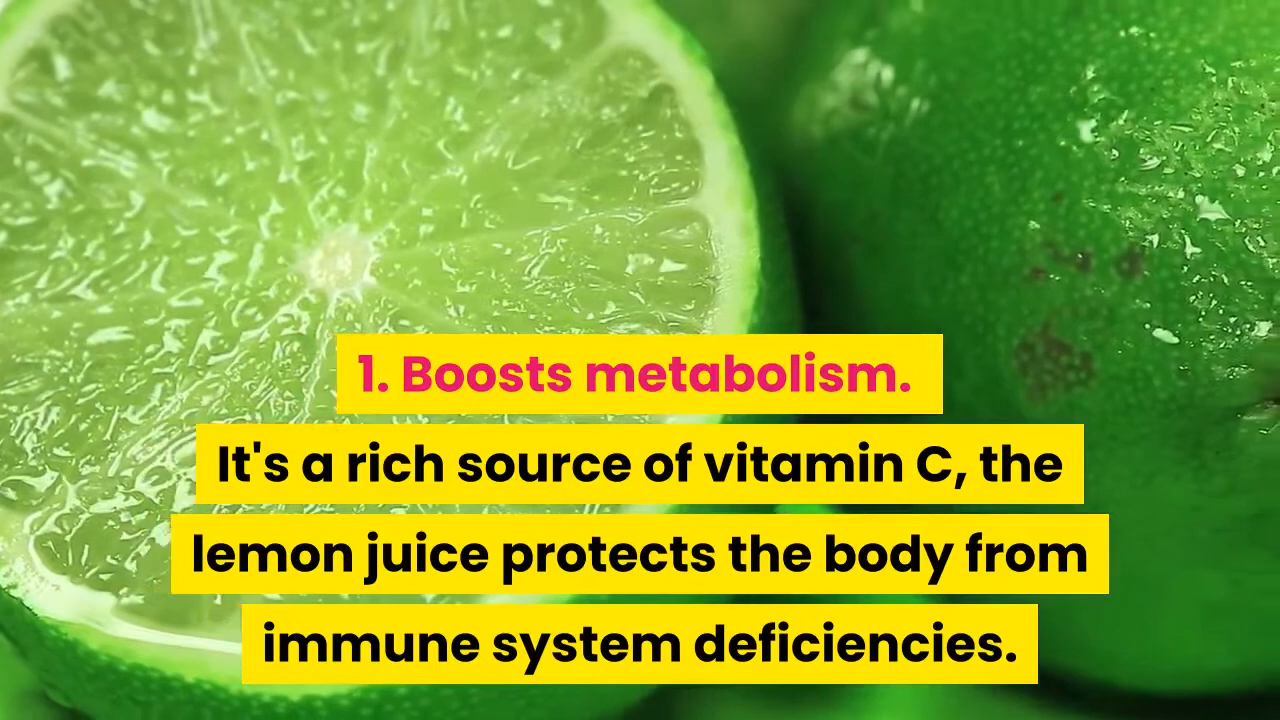 1. Boosts metabolism.
It's a rich source of vitamin C, the
lemon juice protects the body from
immune system deficiencies.